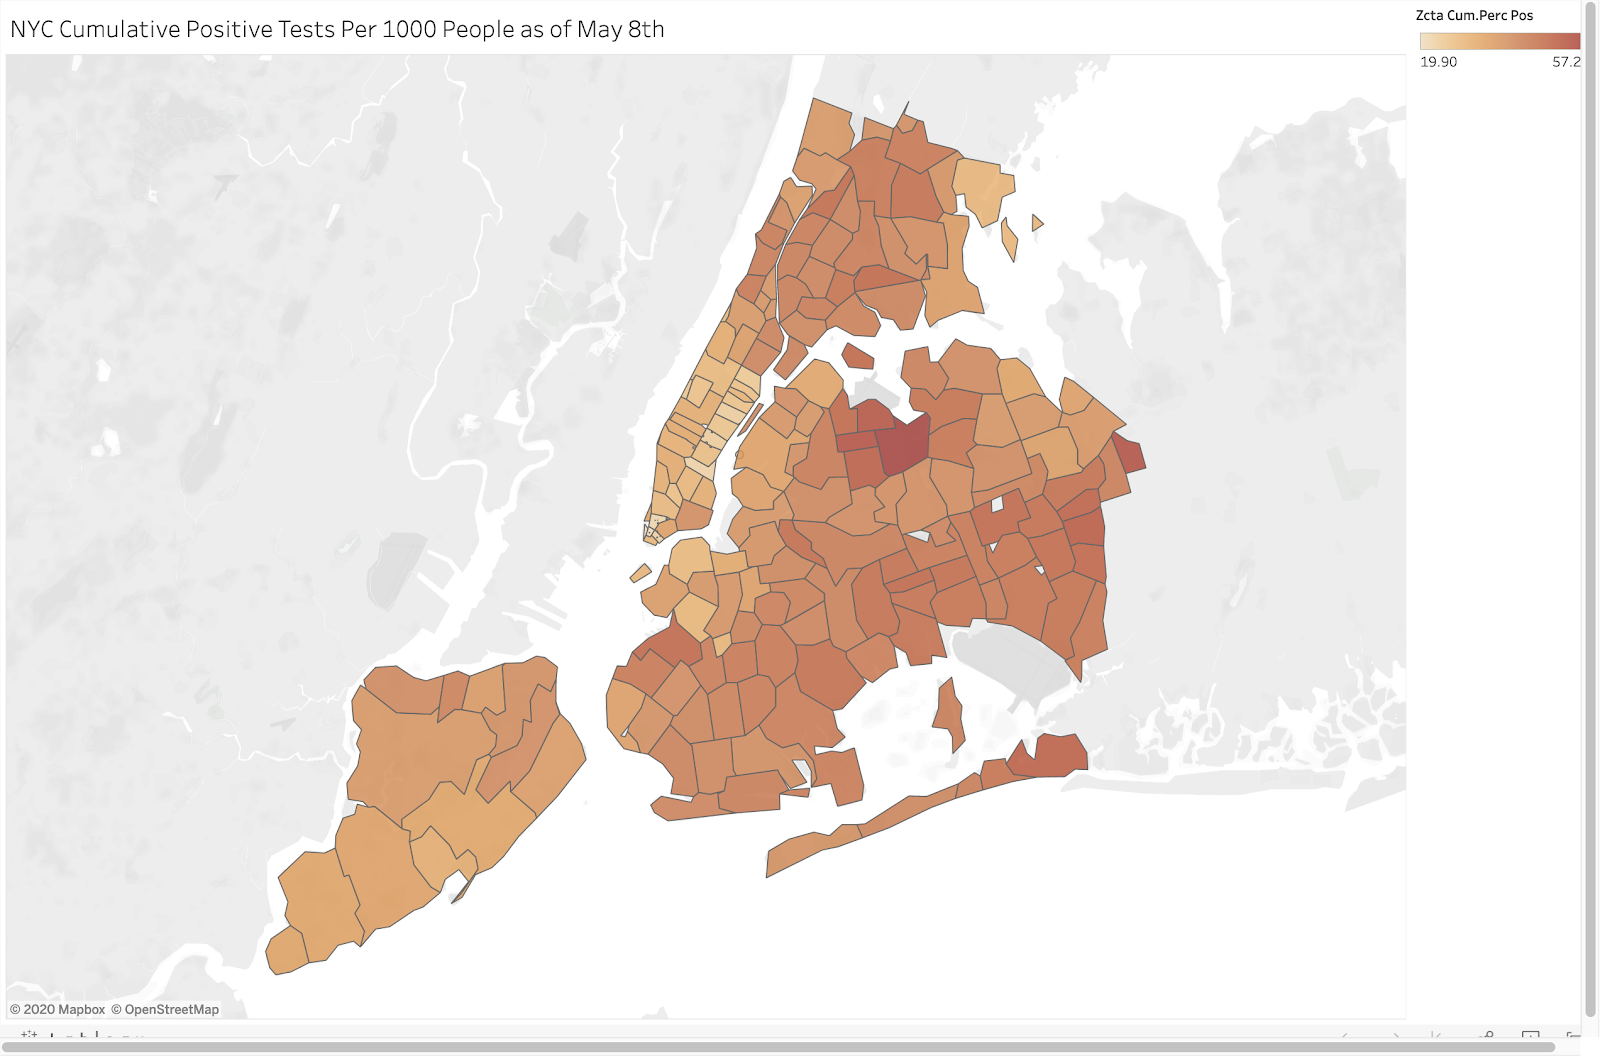 NYC Cumulative Positive Tests Per 1000 People as of May 8th
Zcta Cum.Perc Pos
19.90
57.2
© 2020 Mapbox © OpenStreetMap